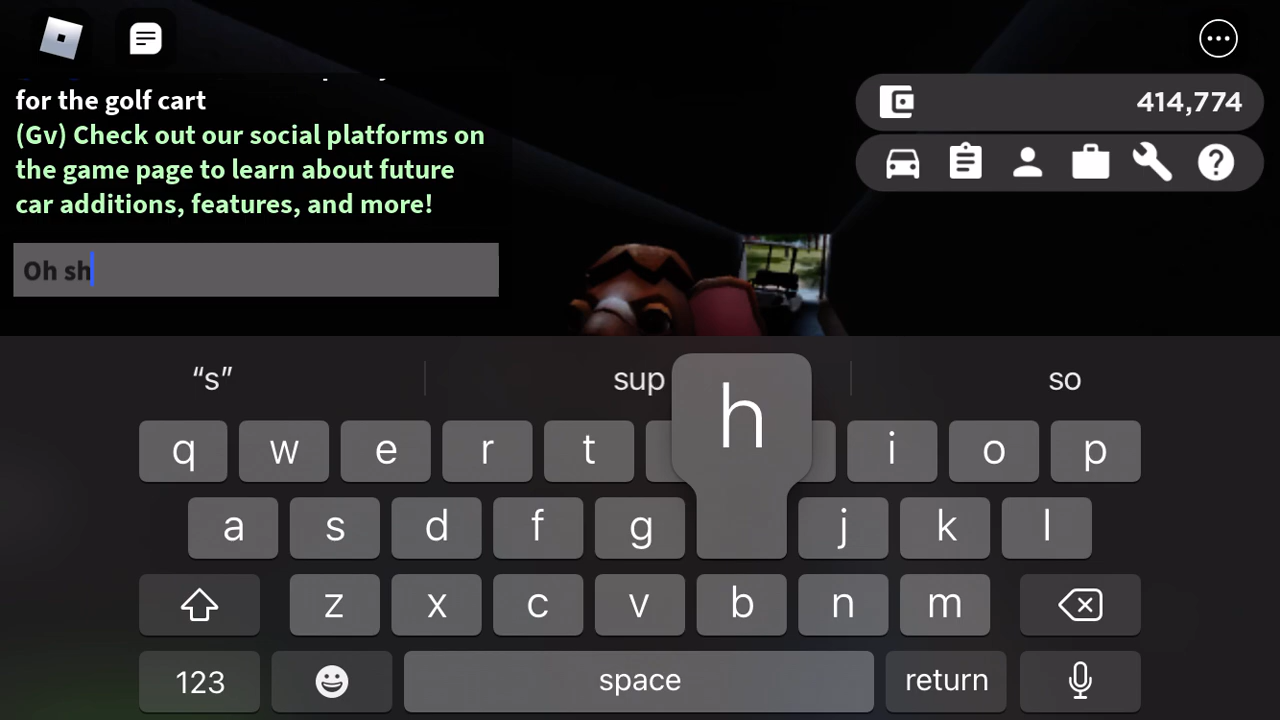 414,774
for the golf cart
(Gv) Check out our social platforms on
the game page to learn about future
car additions, features, and more!
Oh sh
“s” sup so
h
q w e r t i o p
a s d f g j k l
z x c v b n m
123 space return